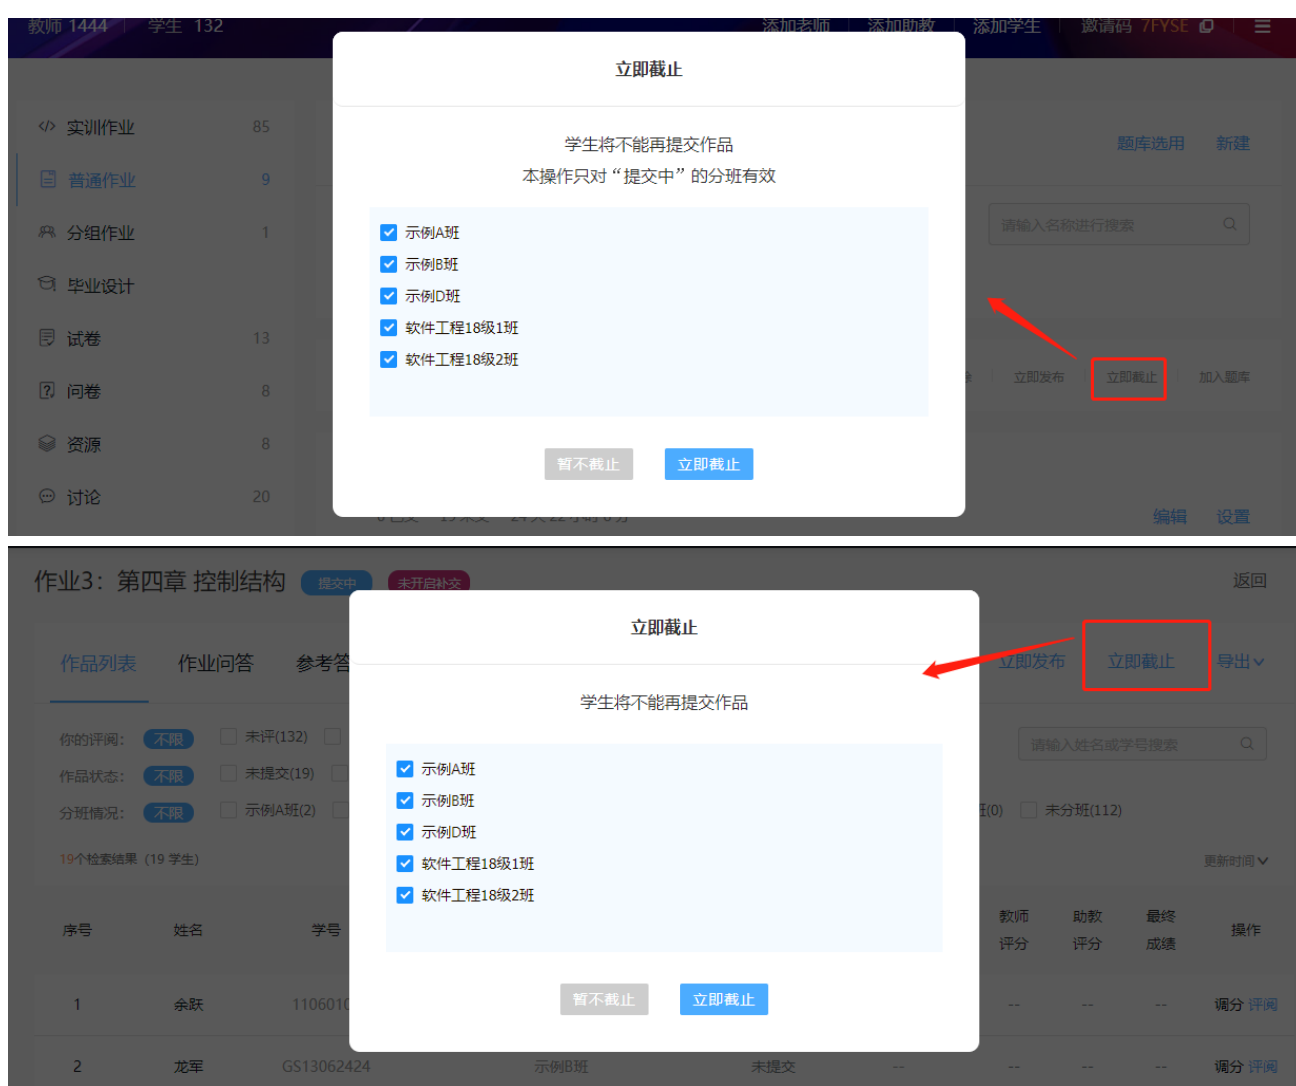 教师 1444 学生 132 添加老师 添加助教 添加学生 邀请码 7FYSE
立即截止
学生将不能再提交作品
本操作只对“提交中”的分班有效
实训作业 85
普通作业 9
分组作业 1
毕业设计
试卷 13
问卷 8
资源 8
讨论 20
题库选用 新建
请输入名称进行搜索
示例A班
示例B班
示例D班
软件工程18级1班
软件工程18级2班
立即发布 立即截止 加入题库
暂不截止 立即截止
编辑 设置
作业3：第四章 控制结构 提交中 未开启补交 返回
立即截止
作品列表 作业问答 参考答 立即发布 立即截止 导出
学生将不能再提交作品
你的评阅： 不限 未评(132) 请输入姓名或学号搜索
作品状态： 不限 未提交(19)
分班情况： 不限 示例A班(2) 班(0) 未分班(112)
示例A班
示例B班
示例D班
软件工程18级1班
软件工程18级2班
19个检索结果（19 学生） 更新时间
序号 姓名 学号 教师评分 助教评分 最终成绩 操作
暂不截止 立即截止
1 余跃 1106010 -- -- -- 调分 评阅
2 龙军 GS13062424 示例B班 未提交 -- -- -- -- 调分 评阅